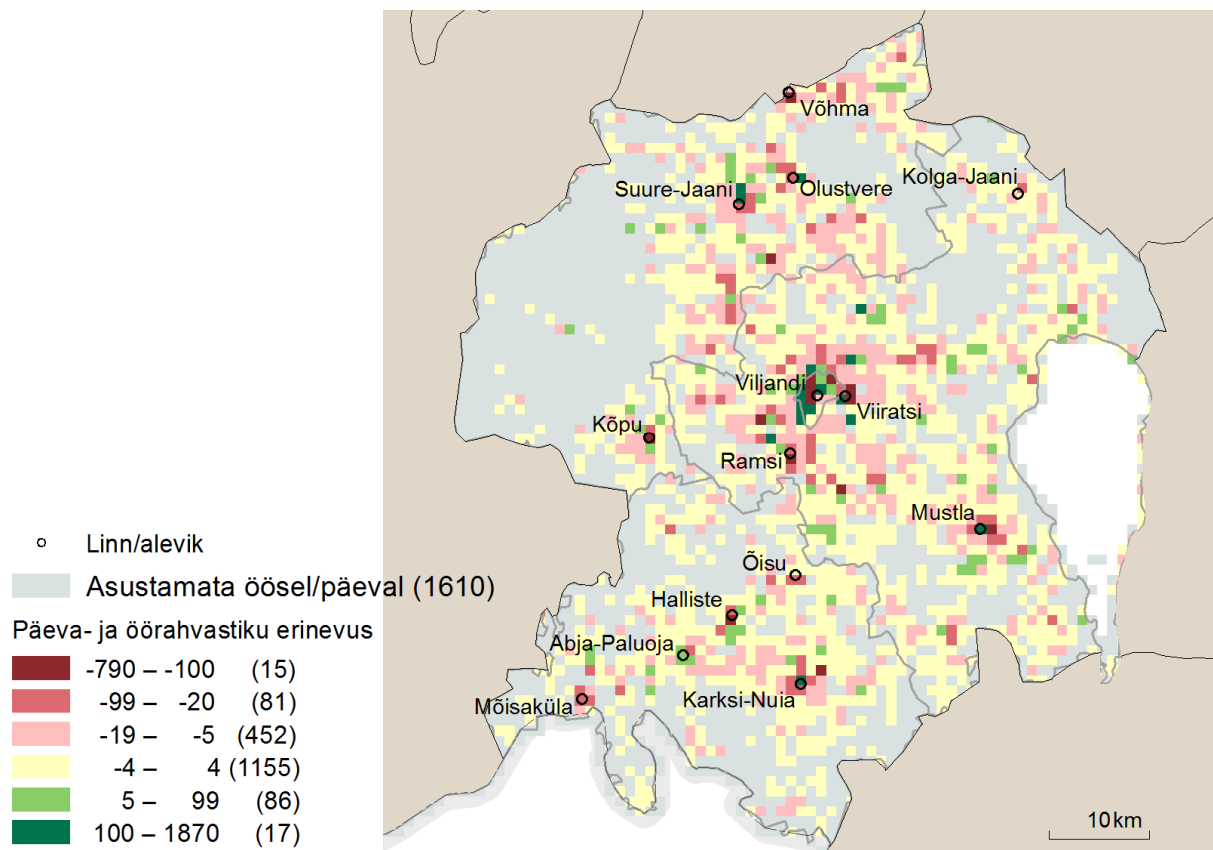 Võhma
Kolga-Jaani
Suure-Jaani
Olustvere
Viljandi
Viiratsi
Kõpu
Ramsi
Mustla
Õisu
Halliste
Abja-Paluoja
Mõisaküla
Karksi-Nuia
10 km
Linn/alevik
Asustamata öösel/päeval (1610)
Päeva- ja öörahvastiku erinevus
-790 – -100 (15)
-99 – -20 (81)
-19 – -5 (452)
-4 – 4 (1155)
5 – 99 (86)
100 – 1870 (17)